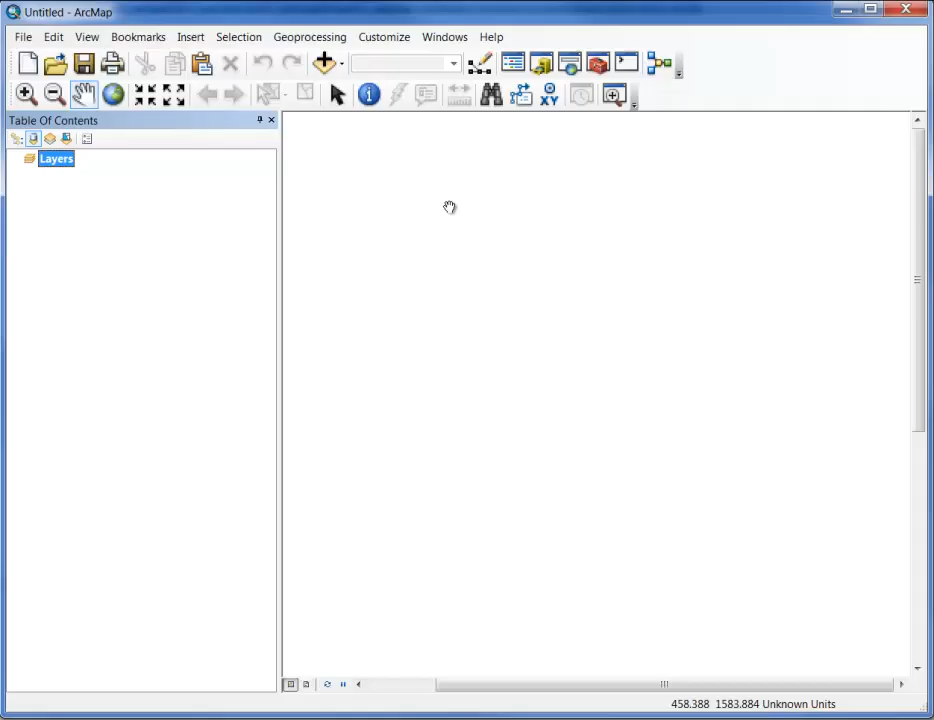 Untitled - ArcMap
File Edit View Bookmarks Insert Selection Geoprocessing Customize Windows Help
XY
Table Of Contents
Layers
458.388 1583.884 Unknown Units